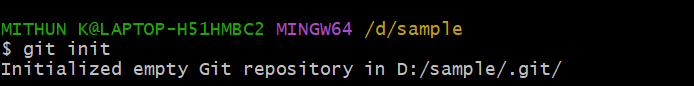 MITHUN K@LAPTOP-H51HMBC2 MINGW64 /d/sample
$ git init
Initialized empty Git repository in D:/sample/.git/